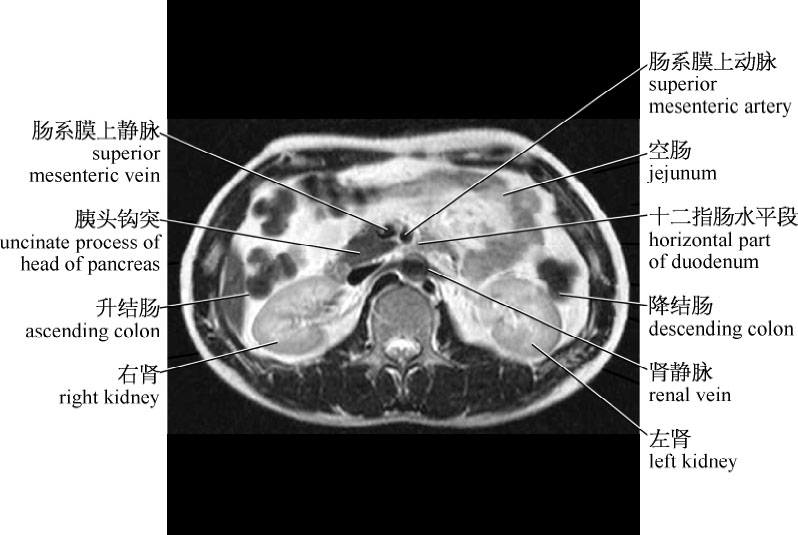 肠系膜上静脉
superior
mesenteric vein
胰头钩突
uncinate process of
head of pancreas
升结肠
ascending colon
右肾
right kidney
肠系膜上动脉
superior
mesenteric artery
空肠
jejunum
十二指肠水平段
horizontal part
of duodenum
降结肠
descending colon
肾静脉
renal vein
左肾
left kidney